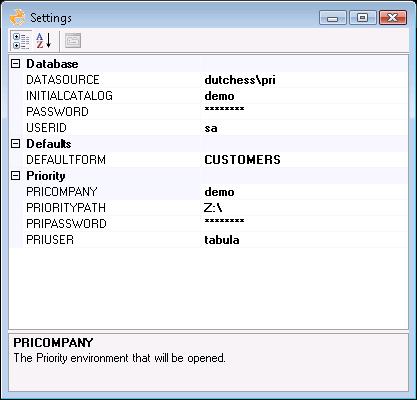 Settings
A
Z
Database
DATASOURCE dutchess\pri
INITIALCATALOG demo
PASSWORD ********
USERID sa
Defaults
DEFAULTFORM CUSTOMERS
Priority
PRICOMPANY demo
PRIORITYPATH Z:\
PRIPASSWORD ********
PRIUSER tabula
PRICOMPANY
The Priority environment that will be opened.